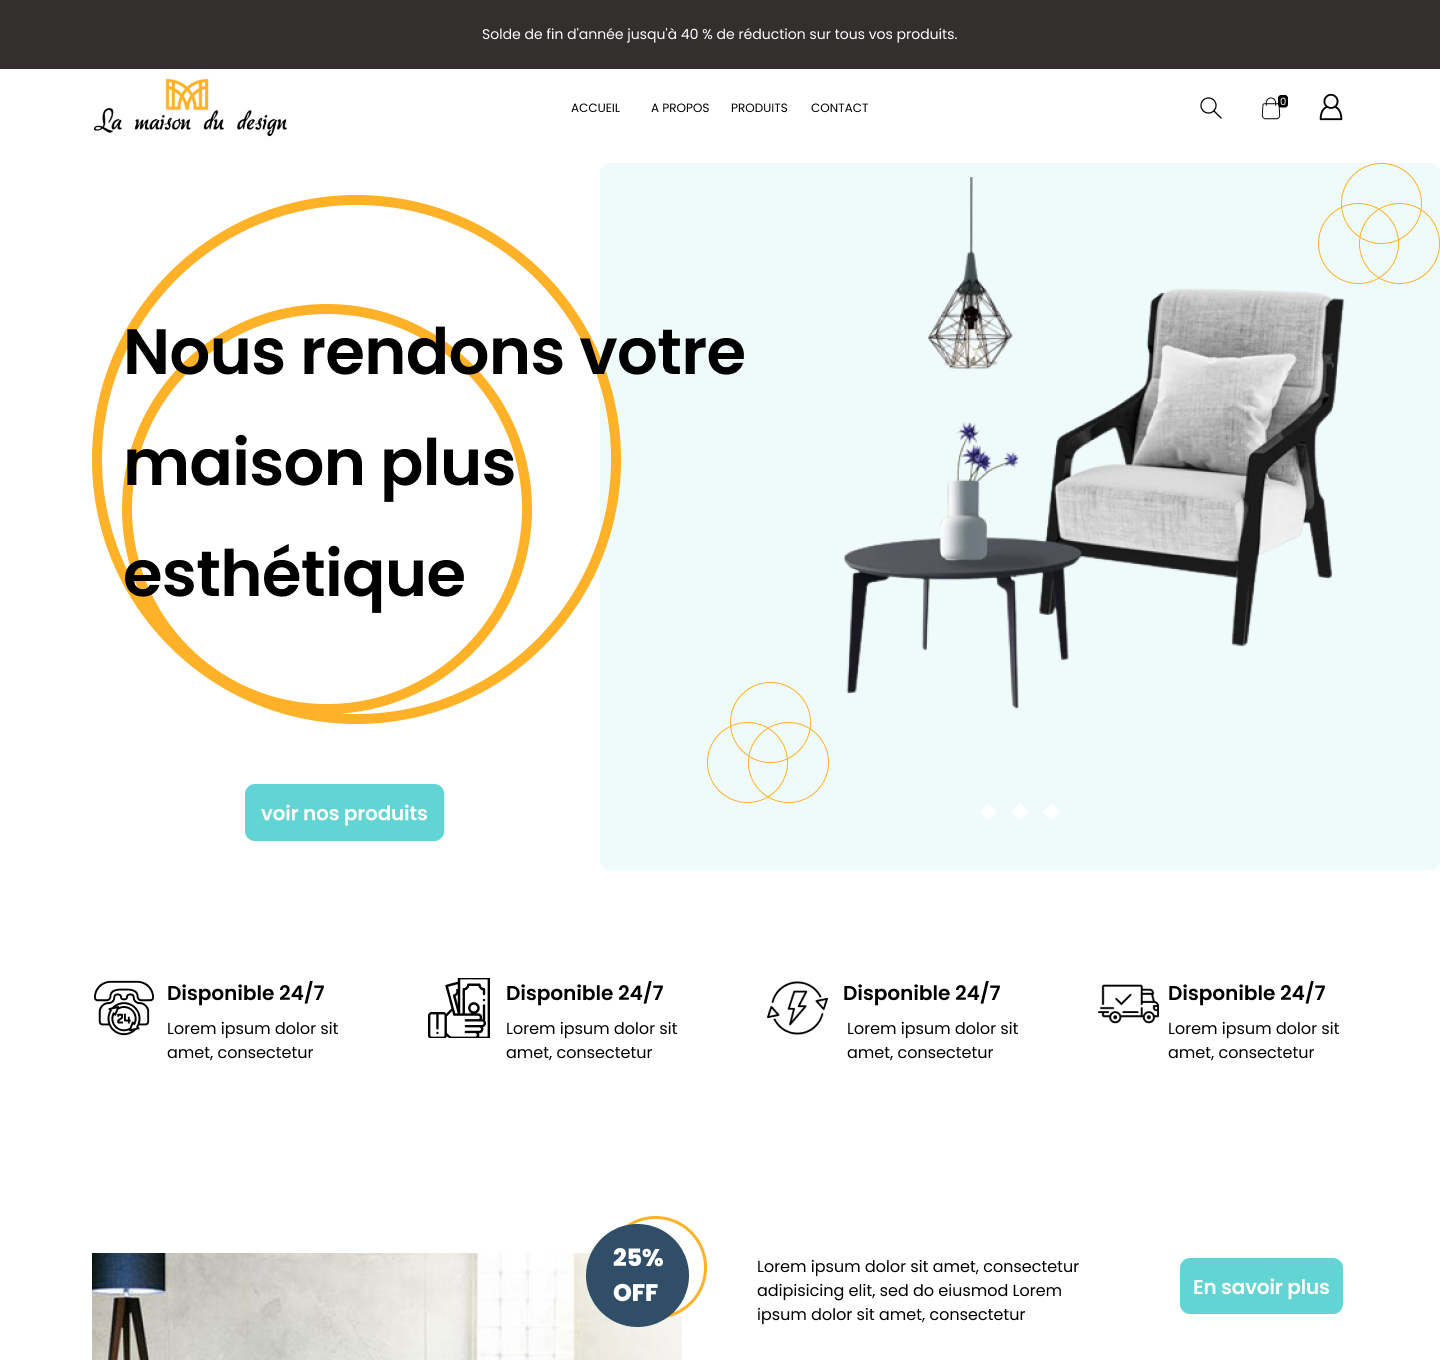 Solde de fin d'année jusqu'à 40 % de réduction sur tous vos produits.
La maison du design
ACCUEIL A PROPOS PRODUITS CONTACT
0
Nous rendons votre
maison plus
esthétique
voir nos produits
24
Disponible 24/7
Lorem ipsum dolor sit
amet, consectetur
Disponible 24/7
Lorem ipsum dolor sit
amet, consectetur
Disponible 24/7
Lorem ipsum dolor sit
amet, consectetur
Disponible 24/7
Lorem ipsum dolor sit
amet, consectetur
25%
OFF
Lorem ipsum dolor sit amet, consectetur
adipisicing elit, sed do eiusmod Lorem
ipsum dolor sit amet, consectetur
En savoir plus